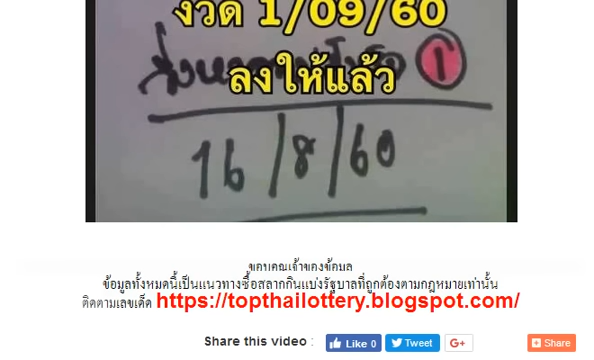 งวด 1/09/60
ลงให้แล้ว
1
16/8/60
ขอบคุณเจ้าของข้อมูล
ข้อมูลทั้งหมดนี้เป็นแนวทางซื้อสลากกินแบ่งรัฐบาลที่ถูกต้องตามกฎหมายเท่านั้น
ติดตามเลขเด็ด https://topthailottery.blogspot.com/
Share this video : Like 0 Tweet G+ Share